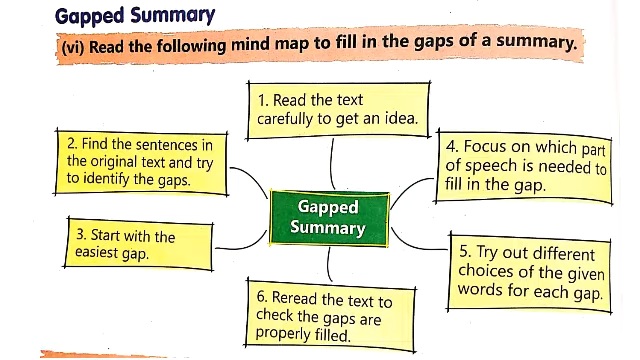 Gapped Summary
(vi) Read the following mind map to fill in the gaps of a summary.
1. Read the text
carefully to get an idea.
2. Find the sentences in
the original text and try
to identify the gaps.
3. Start with the
easiest gap.
Gapped
Summary
4. Focus on which part
of speech is needed to
fill in the gap.
5. Try out different
choices of the given
words for each gap.
6. Reread the text to
check the gaps are
properly filled.